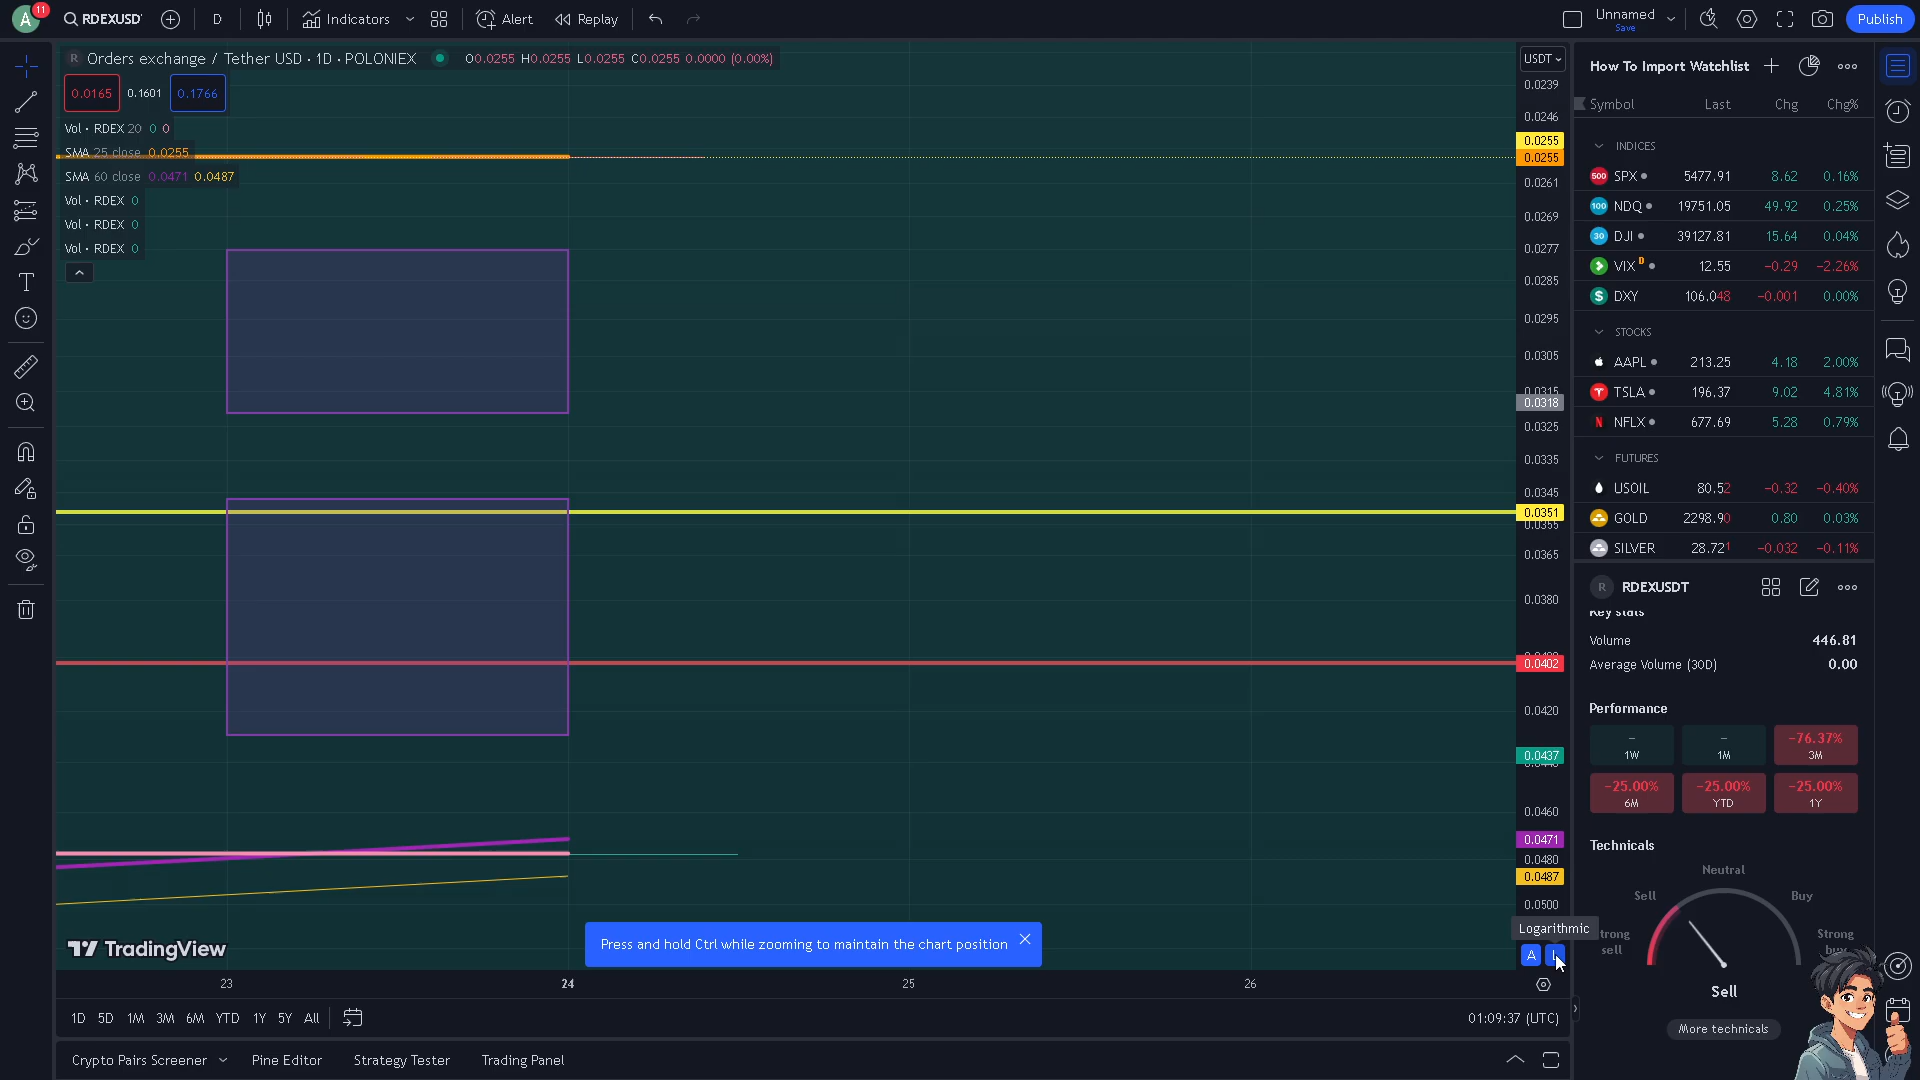 A
11
RDEXUSD
D
Indicators
Alert
Replay
Unnamed
Save
Publish
R Orders exchange / Tether USD · 1D · POLONIEX O0.0255 H0.0255 L0.0255 C0.0255 0.0000 (0.00%)
0.0165 0.1601 0.1766
Vol · RDEX 20 0 0
SMA 25 close 0.0255
SMA 60 close 0.0471 0.0487
Vol · RDEX 0
Vol · RDEX 0
Vol · RDEX 0
USDT
0.0239
0.0246
0.0255
0.0255
0.0261
0.0269
0.0277
0.0285
0.0295
0.0305
0.0315
0.0318
0.0325
0.0335
0.0345
0.0351
0.0355
0.0365
0.0380
0.0402
0.0420
0.0437
0.0460
0.0471
0.0480
0.0487
0.0500
Logarithmic
A
TradingView
Press and hold Ctrl while zooming to maintain the chart position
23 24 25 26
1D 5D 1M 3M 6M YTD 1Y 5Y All
01:09:37 (UTC)
Crypto Pairs Screener Pine Editor Strategy Tester Trading Panel
How To Import Watchlist
Symbol Last Chg Chg%
INDICES
500 SPX 5477.91 8.62 0.16%
100 NDQ 19751.05 49.92 0.25%
30 DJI 39127.81 15.64 0.04%
VIX D 12.55 −0.29 −2.26%
$ DXY 106.048 −0.001 0.00%
STOCKS
AAPL 213.25 4.18 2.00%
TSLA 196.37 9.02 4.81%
NFLX 677.69 5.28 0.79%
FUTURES
USOIL 80.52 −0.32 −0.40%
GOLD 2298.90 0.80 0.03%
SILVER 28.721 −0.032 −0.11%
R RDEXUSDT
Key stats
Volume 446.81
Average Volume (30D) 0.00
Performance
– – −76.37%
1W 1M 3M
−25.00% −25.00% −25.00%
6M YTD 1Y
Technicals
Neutral
Sell Buy
Strong
sell
Sell
More technicals